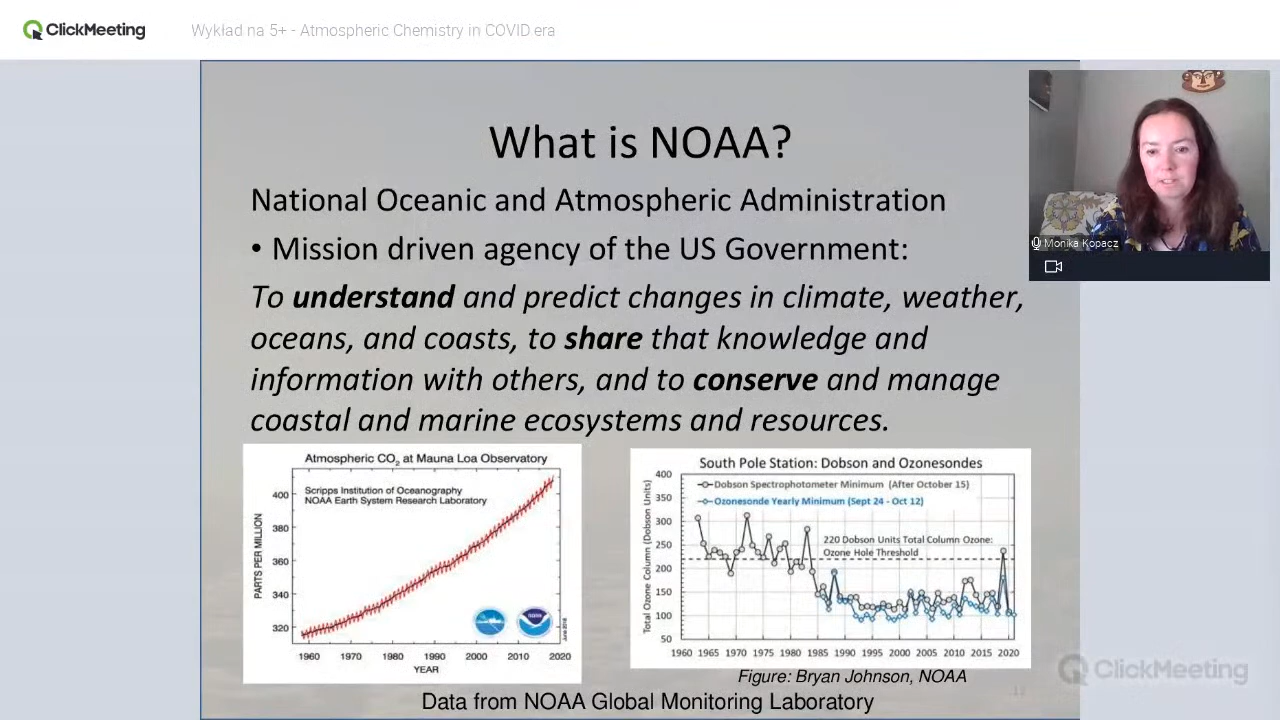 ClickMeeting
Wykład na 5+ - Atmospheric Chemistry in COVID era
What is NOAA?
National Oceanic and Atmospheric Administration
• Mission driven agency of the US Government:
To understand and predict changes in climate, weather,
oceans, and coasts, to share that knowledge and
information with others, and to conserve and manage
coastal and marine ecosystems and resources.
Monika Kopacz
Atmospheric CO2 at Mauna Loa Observatory
Scripps Institution of Oceanography
NOAA Earth System Research Laboratory
PARTS PER MILLION
400
380
360
340
320
1960 1970 1980 1990 2000 2010 2020
YEAR
South Pole Station: Dobson and Ozonesondes
Dobson Spectrophotometer Minimum (After October 15)
Ozonesonde Yearly Minimum (Sept 24 - Oct 12)
220 Dobson Units Total Column Ozone:
Ozone Hole Threshold
Total Ozone Column (Dobson Units)
400
350
300
250
200
150
100
50
1960 1965 1970 1975 1980 1985 1990 1995 2000 2005 2010 2015 2020
Figure: Bryan Johnson, NOAA
Data from NOAA Global Monitoring Laboratory
12
ClickMeeting